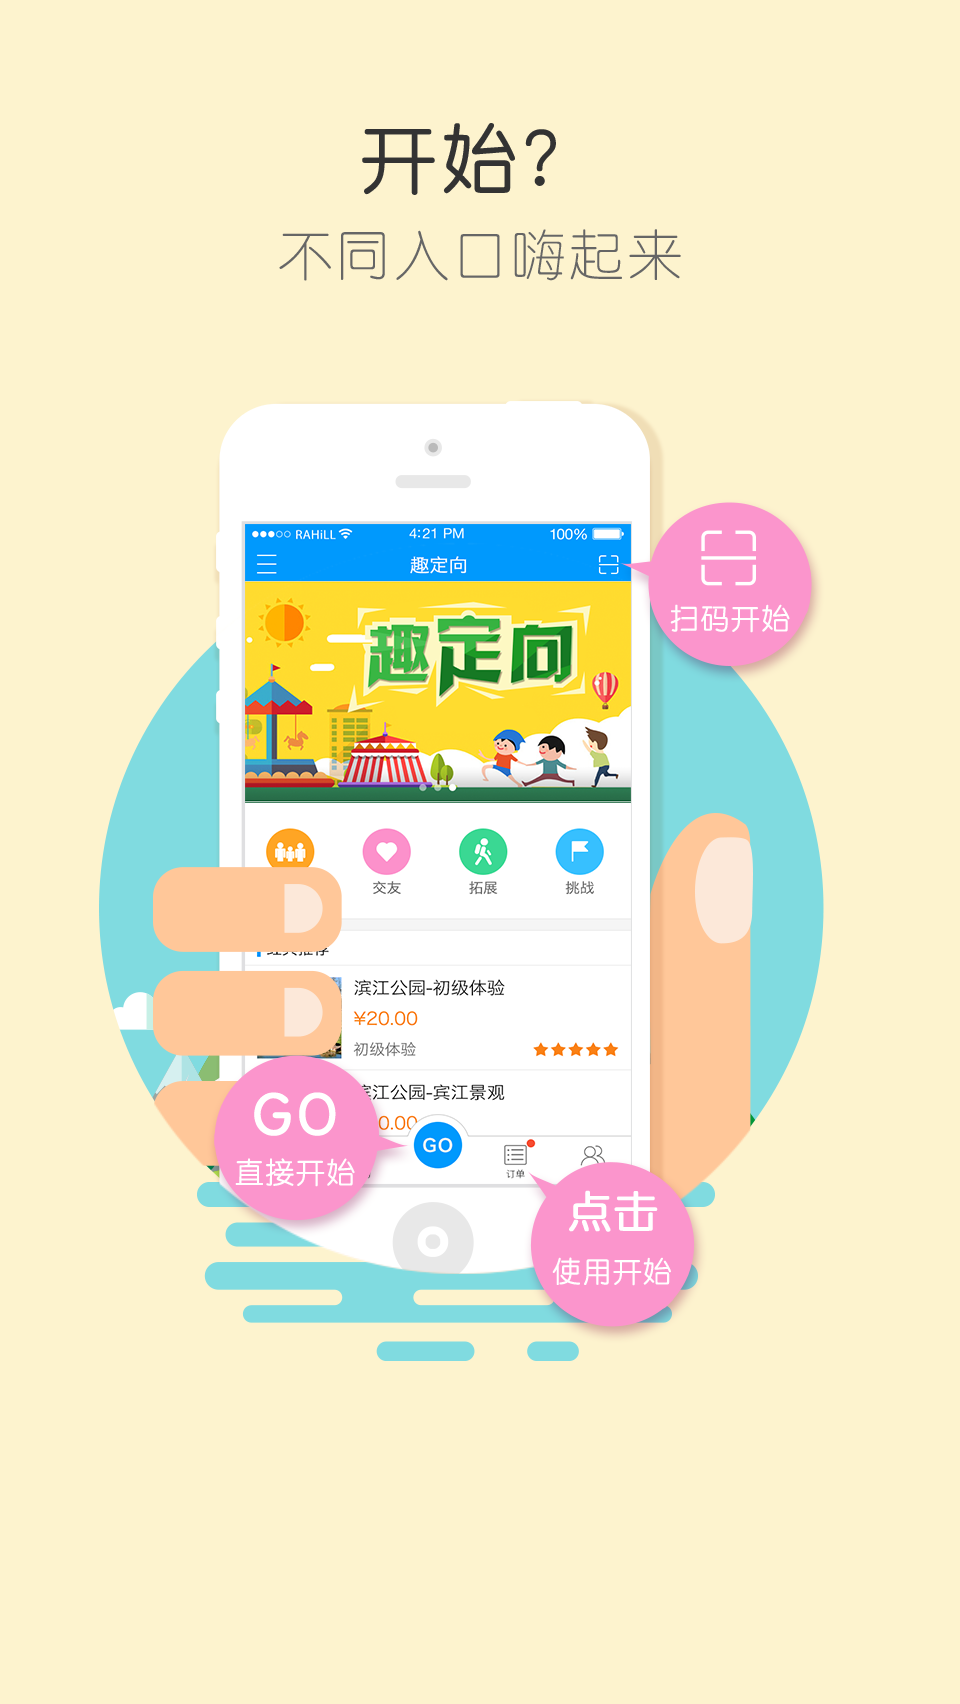 开始?
不同入口嗨起来
RAHiLL 4:21 PM 100%
趣定向
扫码开始
趣定向
交友 拓展 挑战
滨江公园-初级体验
¥20.00
初级体验
滨江公园-宾江景观
0.00
GO
直接开始
GO
订单
点击
使用开始